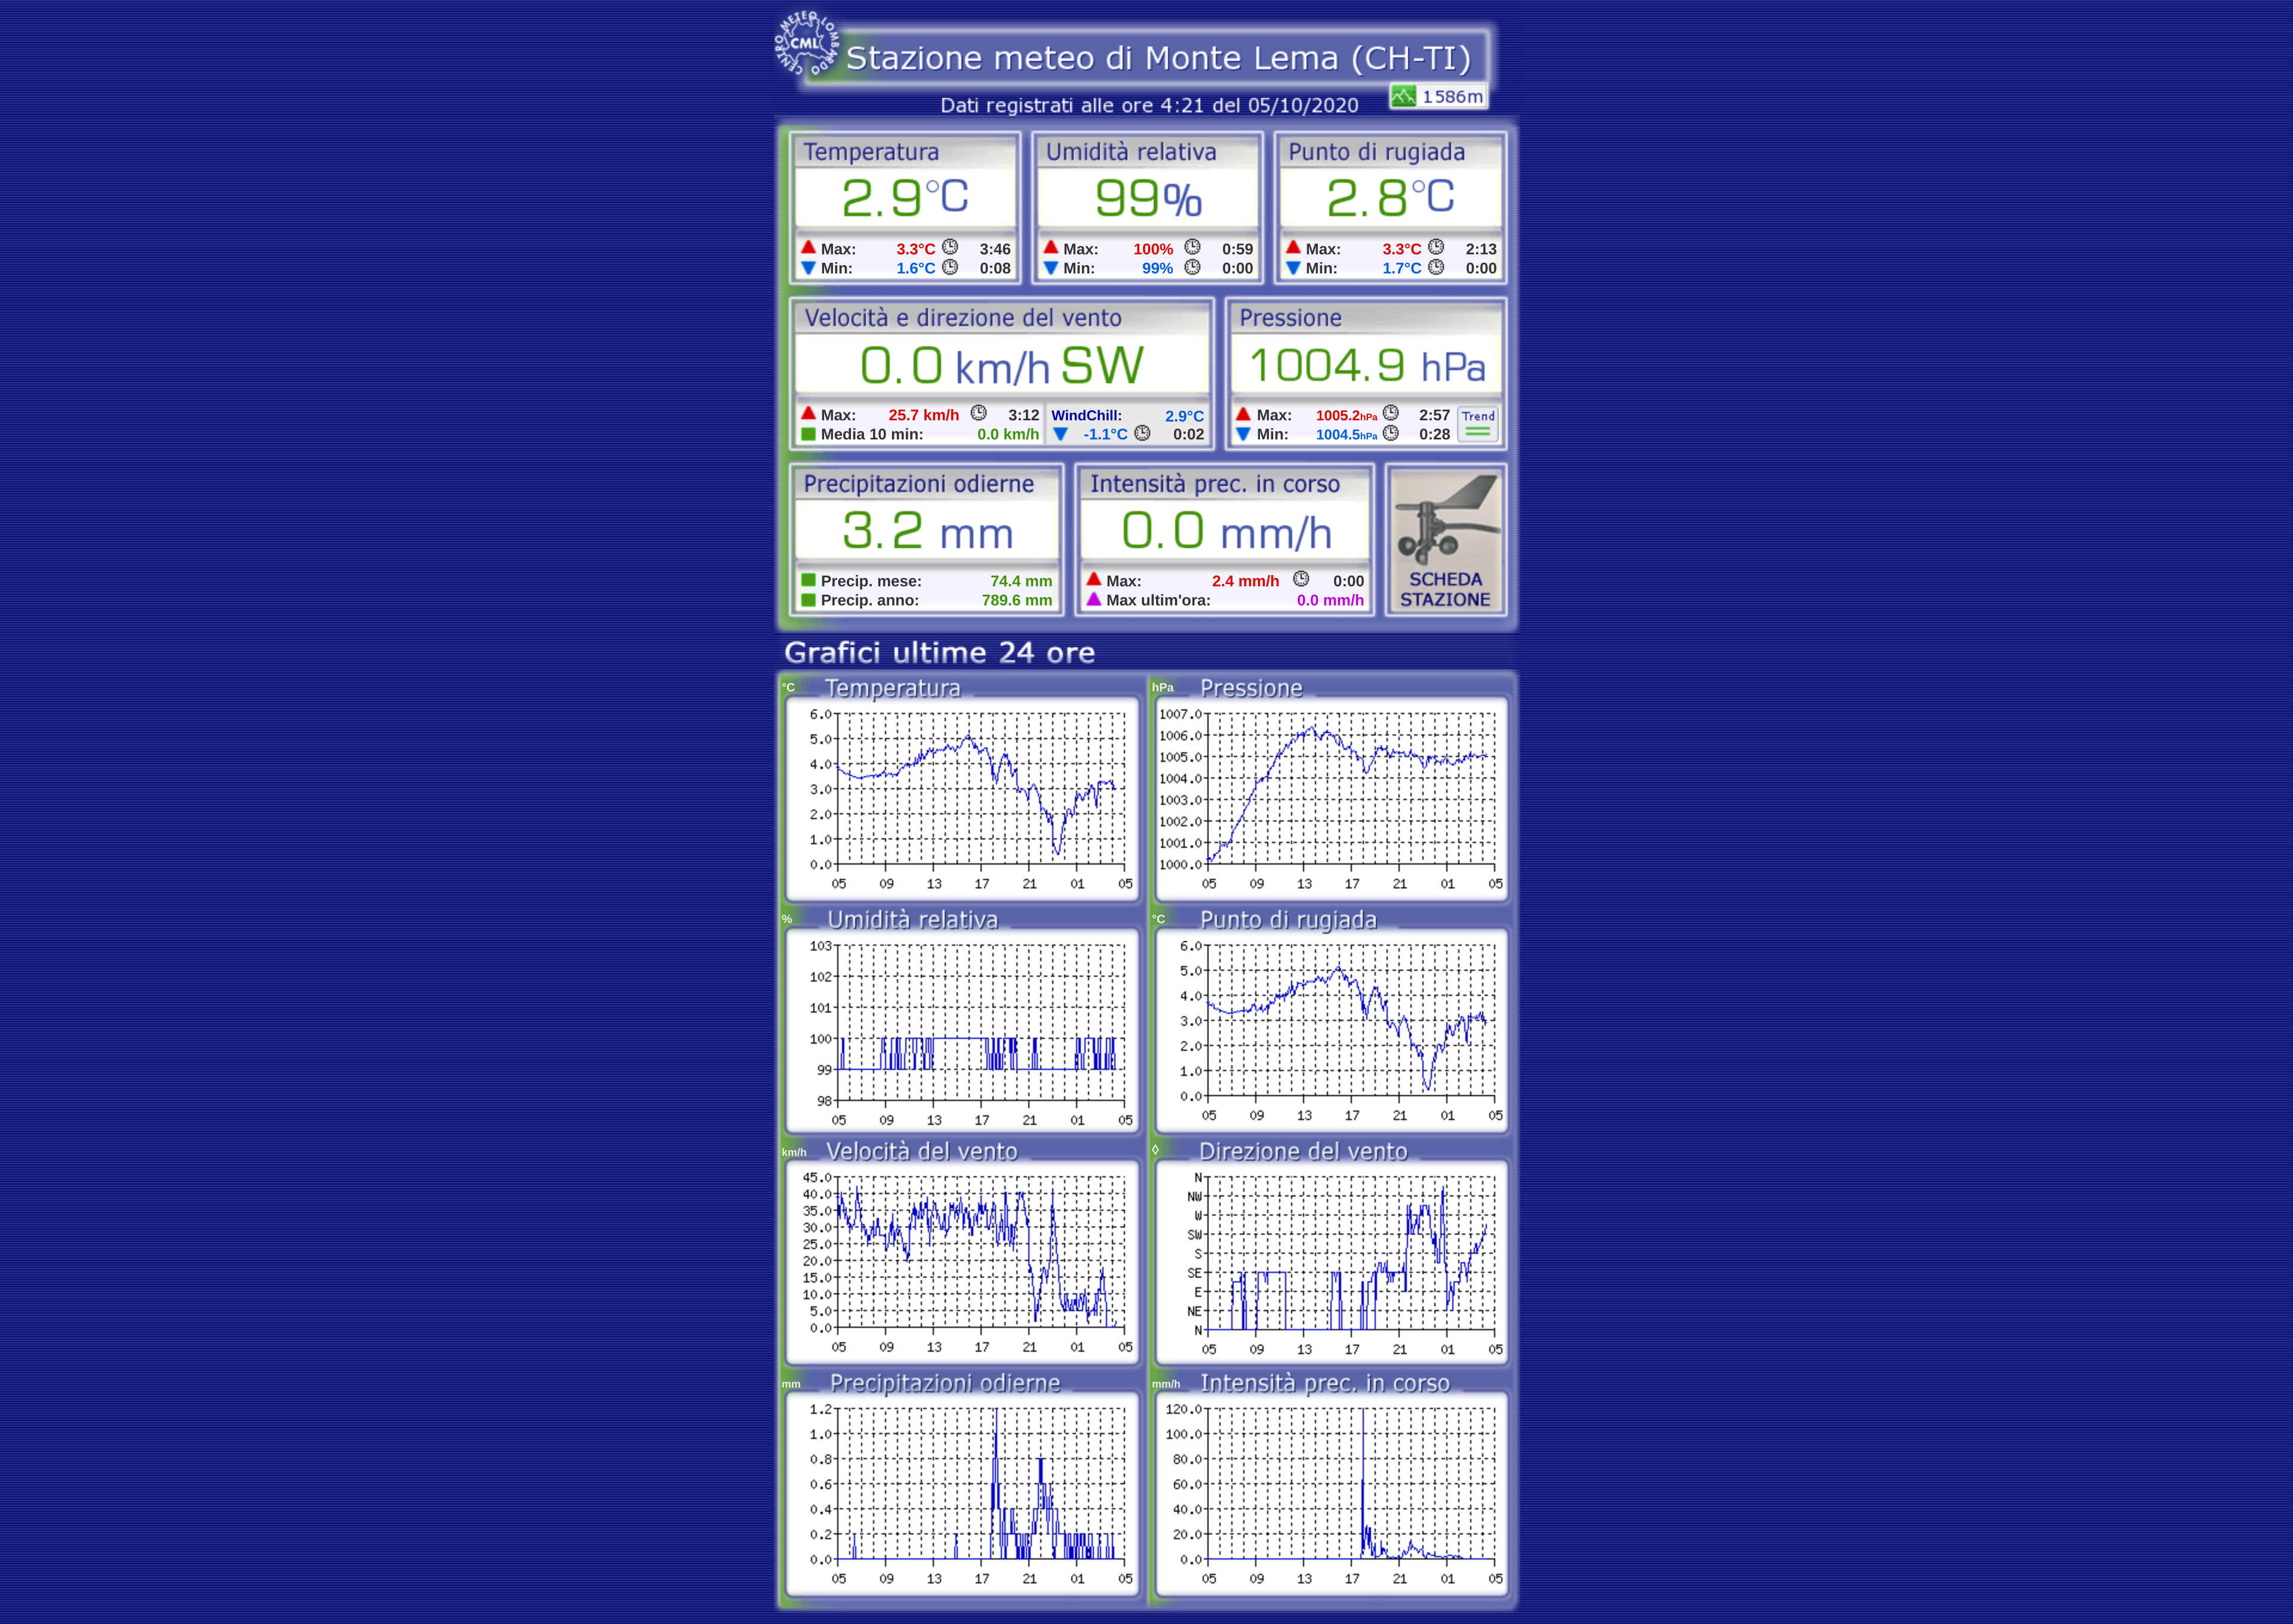 CENTRO METEO LOMBARDO
CML
Stazione meteo di Monte Lema (CH-TI)
Dati registrati alle ore 4:21 del 05/10/2020
1586m
Temperatura
2.9°C
Max: 3.3°C 3:46
Min: 1.6°C 0:08
Umidità relativa
99%
Max: 100% 0:59
Min: 99% 0:00
Punto di rugiada
2.8°C
Max: 3.3°C 2:13
Min: 1.7°C 0:00
Velocità e direzione del vento
0.0 km/h SW
Max: 25.7 km/h 3:12
Media 10 min: 0.0 km/h
WindChill: 2.9°C
-1.1°C 0:02
Pressione
1004.9 hPa
Max: 1005.2hPa 2:57
Min: 1004.5hPa 0:28
Trend
Precipitazioni odierne
3.2 mm
Precip. mese: 74.4 mm
Precip. anno: 789.6 mm
Intensità prec. in corso
0.0 mm/h
Max: 2.4 mm/h 0:00
Max ultim'ora: 0.0 mm/h
SCHEDA
STAZIONE
Grafici ultime 24 ore
°C Temperatura
6.0
5.0
4.0
3.0
2.0
1.0
0.0
05 09 13 17 21 01 05
hPa Pressione
1007.0
1006.0
1005.0
1004.0
1003.0
1002.0
1001.0
1000.0
05 09 13 17 21 01 05
% Umidità relativa
103
102
101
100
99
98
05 09 13 17 21 01 05
°C Punto di rugiada
6.0
5.0
4.0
3.0
2.0
1.0
0.0
05 09 13 17 21 01 05
km/h Velocità del vento
45.0
40.0
35.0
30.0
25.0
20.0
15.0
10.0
5.0
0.0
05 09 13 17 21 01 05
◊ Direzione del vento
N
NW
W
SW
S
SE
E
NE
N
05 09 13 17 21 01 05
mm Precipitazioni odierne
1.2
1.0
0.8
0.6
0.4
0.2
0.0
05 09 13 17 21 01 05
mm/h Intensità prec. in corso
120.0
100.0
80.0
60.0
40.0
20.0
0.0
05 09 13 17 21 01 05